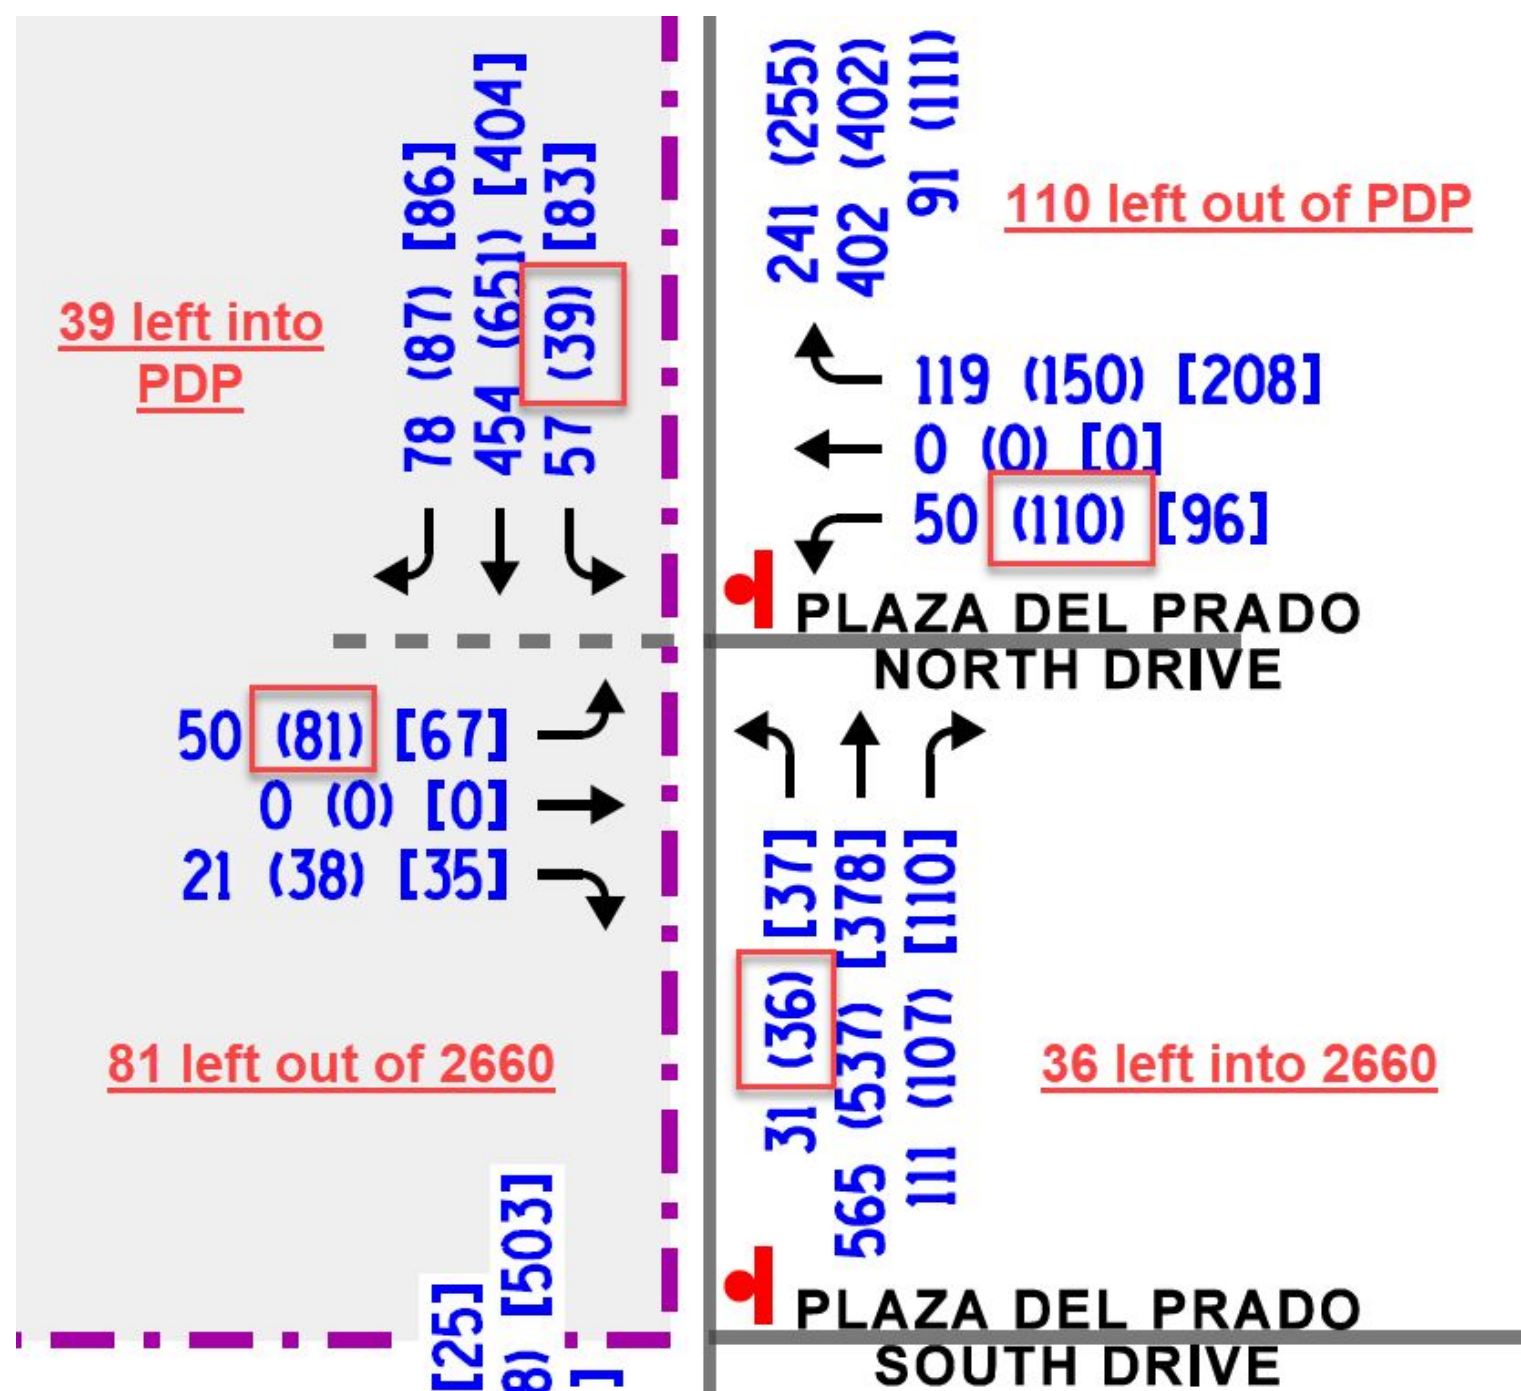 78 (87) [86]
454 (651) [404]
57 (39) [83]
241 (255)
402 (402)
91 (111)
110 left out of PDP
39 left into
PDP
119 (150) [208]
0 (0) [0]
50 (110) [96]
PLAZA DEL PRADO
NORTH DRIVE
50 (81) [67]
0 (0) [0]
21 (38) [35]
31 (36) [37]
565 (537) [378]
111 (107) [110]
81 left out of 2660
36 left into 2660
[25]
8) [503]
]
PLAZA DEL PRADO
SOUTH DRIVE